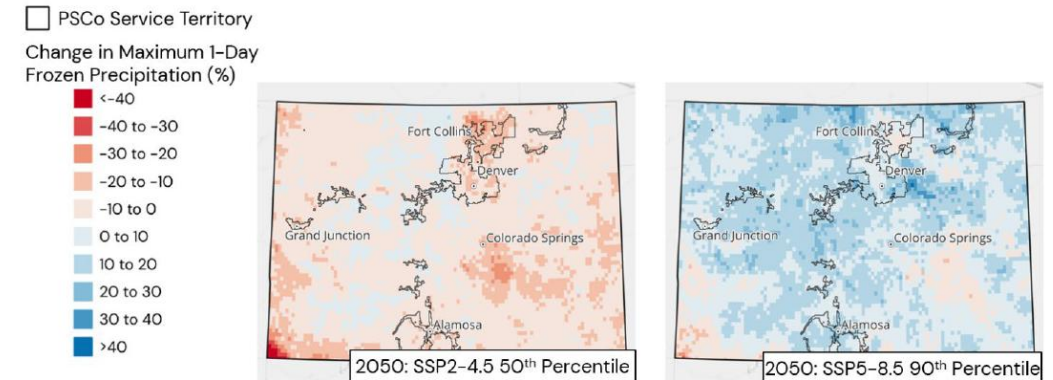 PSCo Service Territory
Change in Maximum 1-Day
Frozen Precipitation (%)
<-40
-40 to -30
-30 to -20
-20 to -10
-10 to 0
0 to 10
10 to 20
20 to 30
30 to 40
>40
Fort Collins
Denver
Grand Junction
Colorado Springs
Alamosa
2050: SSP2-4.5 50th Percentile
Fort Collins
Denver
Grand Junction
Colorado Springs
Alamosa
2050: SSP5-8.5 90th Percentile